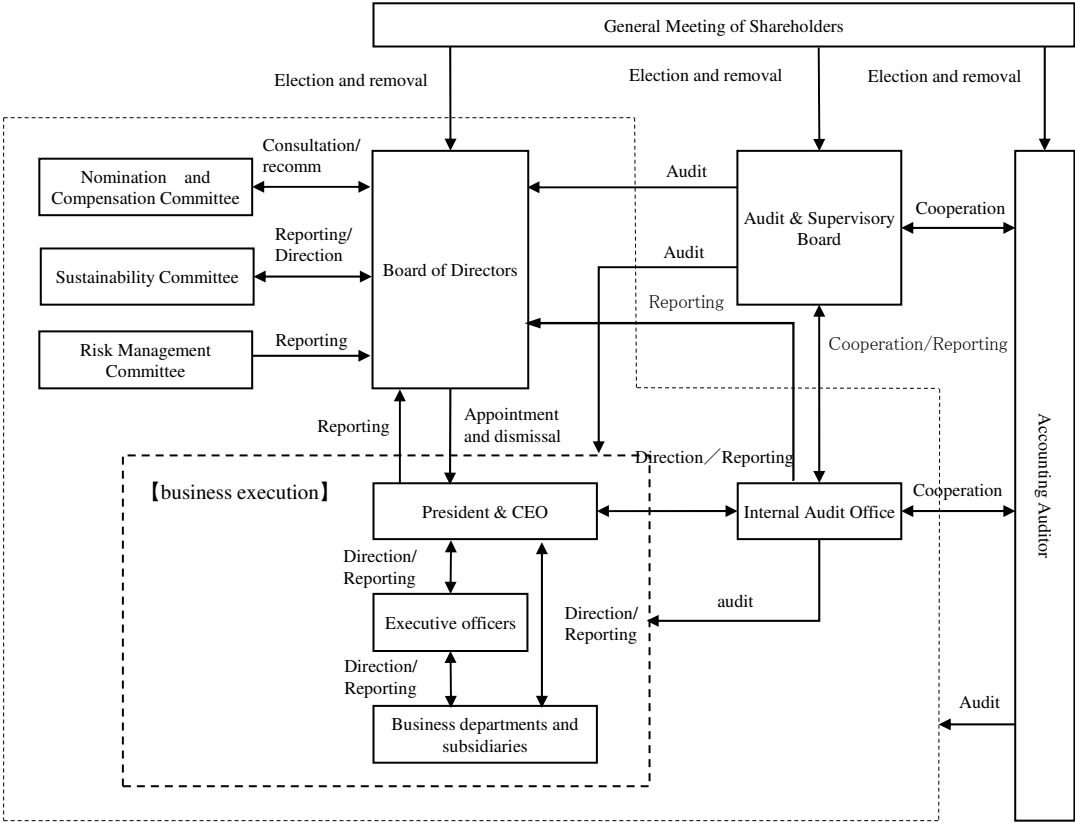 General Meeting of Shareholders
Election and removal
Election and removal
Election and removal
Consultation/
recomm
Nomination and
Compensation Committee
Reporting/
Direction
Sustainability Committee
Reporting
Risk Management
Committee
Board of Directors
Audit
Audit
Reporting
Audit & Supervisory
Board
Cooperation
Cooperation/Reporting
Accounting Auditor
Reporting
Appointment
and dismissal
Direction／Reporting
【business execution】
President & CEO
Internal Audit Office
Cooperation
Direction/
Reporting
Executive officers
Direction/
Reporting
audit
Direction/
Reporting
Business departments and
subsidiaries
Audit